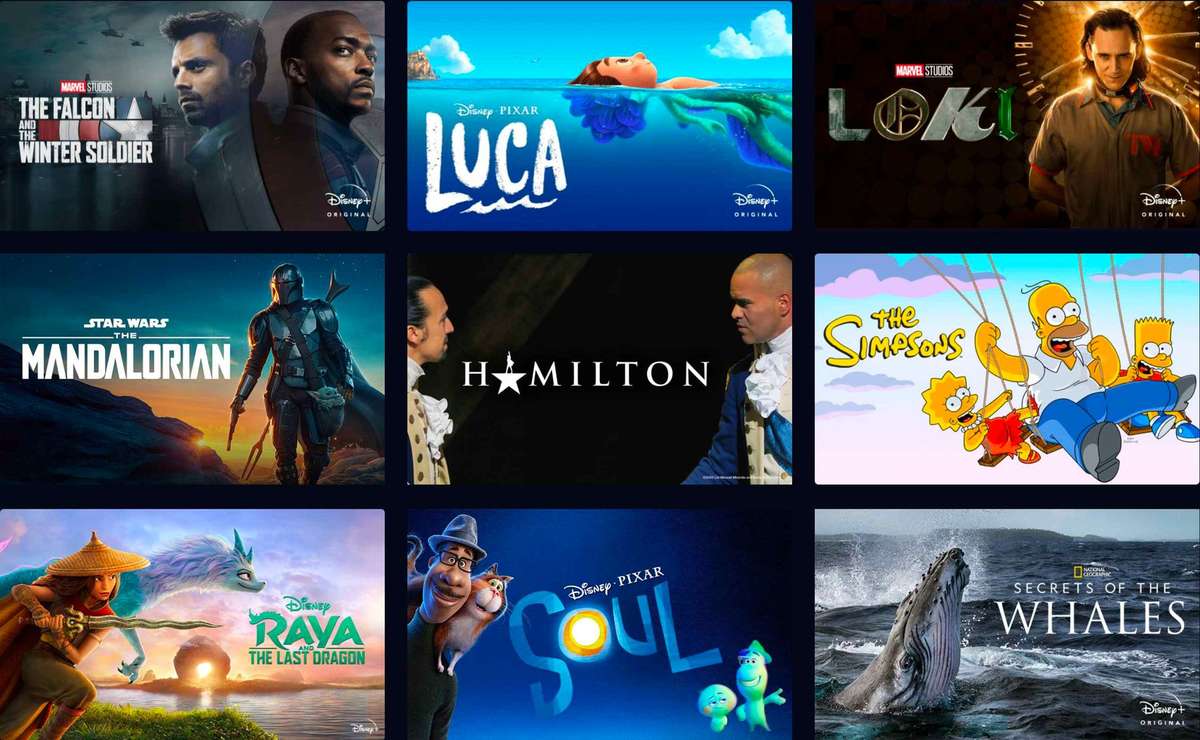 MARVEL STUDIOS
THE FALCON
AND THE
WINTER SOLDIER
Disney+
ORIGINAL
Disney PIXAR
LUCA
Disney+
ORIGINAL
MARVEL STUDIOS
LOKI
Disney+
ORIGINAL
STAR WARS
THE
MANDALORIAN
HAMILTON
THE
SIMPSONS
Disney
RAYA
AND
THE LAST DRAGON
Disney+
Disney · PIXAR
SOUL
NATIONAL
GEOGRAPHIC
SECRETS OF THE
WHALES
Disney+
ORIGINAL